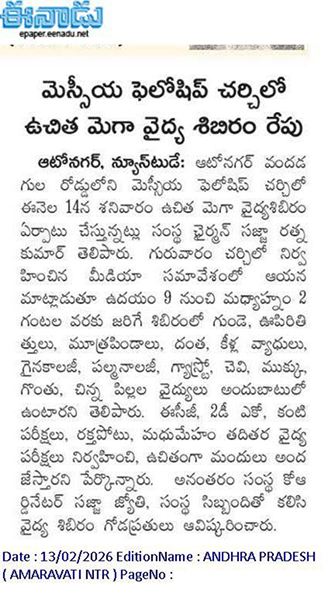 ఈనాడు
epaper.eenadu.net
మెస్సీయ ఫెలోషిప్ చర్చిలో
ఉచిత మెగా వైద్య శిబిరం రేపు
ఆటోనగర్, న్యూస్‌టుడే: ఆటోనగర్ వందడ
గుల రోడ్డులోని మెస్సీయ ఫెలోషిప్ చర్చిలో
ఈనెల 14న శనివారం ఉచిత మెగా వైద్యశిబిరం
ఏర్పాటు చేస్తున్నట్లు సంస్థ ఛైర్మన్ సజ్జా రత్న
కుమార్ తెలిపారు. గురువారం చర్చిలో నిర్వ
హించిన మీడియా సమావేశంలో ఆయన
మాట్లాడుతూ ఉదయం 9 నుంచి మధ్యాహ్నం 2
గంటల వరకు జరిగే శిబిరంలో గుండె, ఊపిరితి
త్తులు, మూత్రపిండాలు, దంత, కీళ్ల వ్యాధులు,
గైనకాలజీ, పల్మనాలజీ, గ్యాస్ట్రో, చెవి, ముక్కు,
గొంతు, చిన్న పిల్లల వైద్యులు అందుబాటులో
ఉంటారని తెలిపారు. ఈసీజీ, 2డీ ఎకో, కంటి
పరీక్షలు, రక్తపోటు, మధుమేహం తదితర వైద్య
పరీక్షలు నిర్వహించి, ఉచితంగా మందులు అంద
జేస్తారని పేర్కొన్నారు. అనంతరం సంస్థ కోఆ
ర్డినేటర్ సజ్జా జ్యోతి, సంస్థ సిబ్బందితో కలిసి
వైద్య శిబిరం గోడప్రతులు ఆవిష్కరించారు.
Date : 13/02/2026 EditionName : ANDHRA PRADESH
( AMARAVATI NTR ) PageNo :